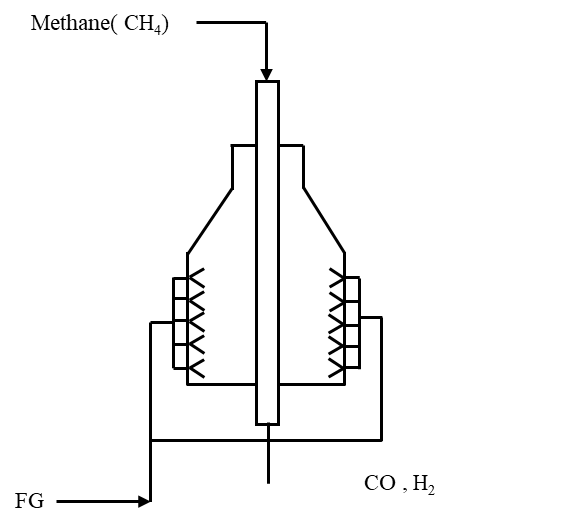 Methane( CH₄)
CO , H₂
FG